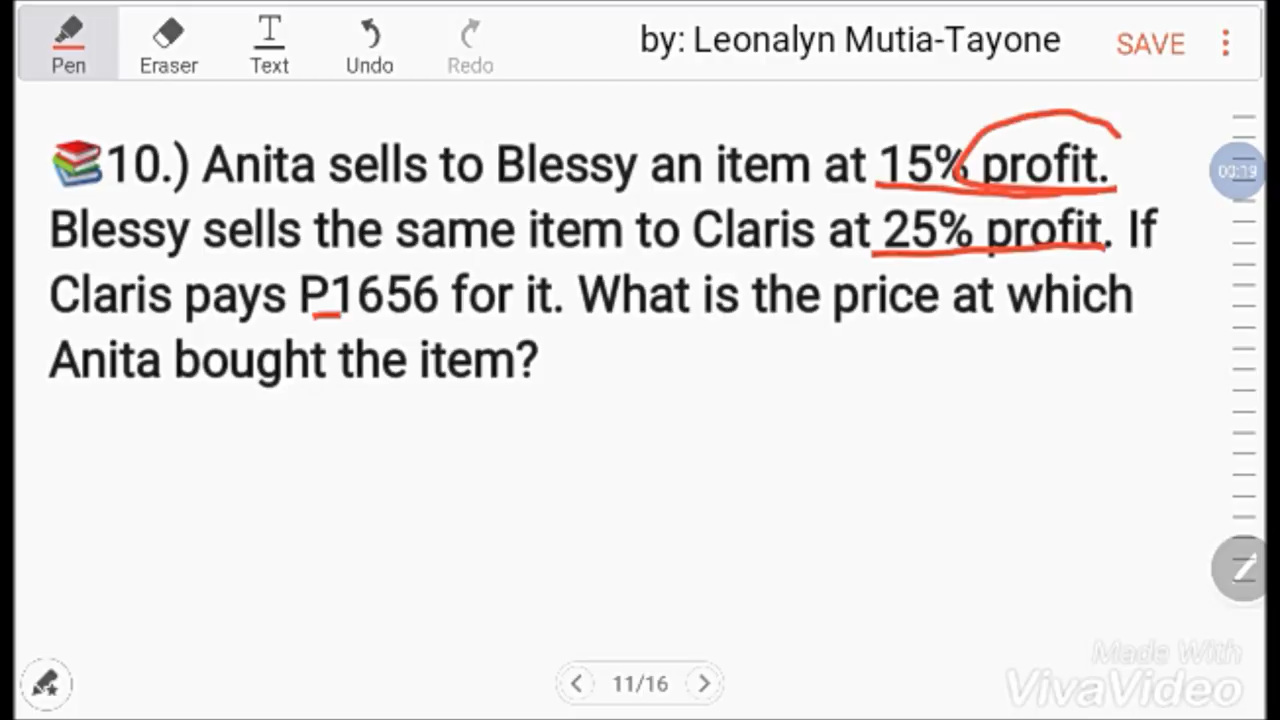 Pen Eraser Text Undo Redo by: Leonalyn Mutia-Tayone SAVE
10.) Anita sells to Blessy an item at 15% profit.
00:19
Blessy sells the same item to Claris at 25% profit. If
Claris pays P1656 for it. What is the price at which
Anita bought the item?
11/16
Made With
VivaVideo